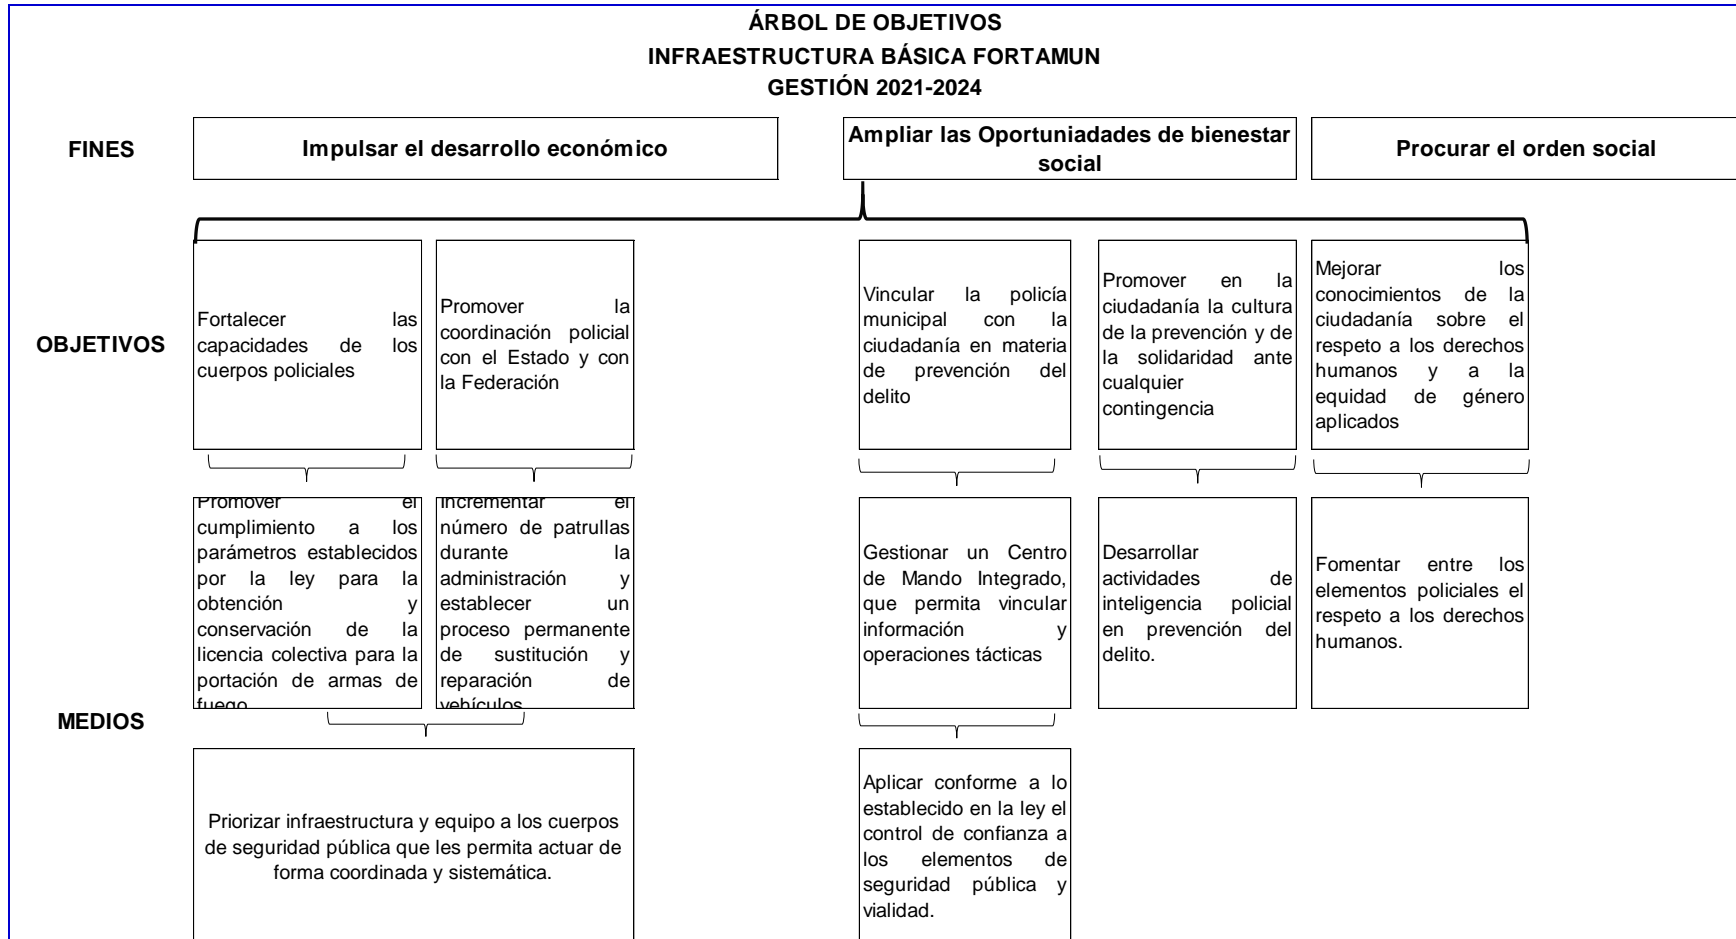 ÁRBOL DE OBJETIVOS
INFRAESTRUCTURA BÁSICA FORTAMUN
GESTIÓN 2021-2024
FINES
Impulsar el desarrollo económico
Ampliar las Oportuniadades de bienestar
social
Procurar el orden social
OBJETIVOS
Fortalecer las
capacidades de los
cuerpos policiales
Promover la
coordinación policial
con el Estado y con
la Federación
Vincular la policía
municipal con la
ciudadanía en materia
de prevención del
delito
Promover en la
ciudadanía la cultura
de la prevención y de
la solidaridad ante
cualquier
contingencia
Mejorar los
conocimientos de la
ciudadanía sobre el
respeto a los derechos
humanos y a la
equidad de género
aplicados
MEDIOS
Promover el
cumplimiento a los
parámetros establecidos
por la ley para la
obtención y
conservación de la
licencia colectiva para la
portación de armas de
fuego
Incrementar el
número de patrullas
durante la
administración y
establecer un
proceso permanente
de sustitución y
reparación de
vehículos
Gestionar un Centro
de Mando Integrado,
que permita vincular
información y
operaciones tácticas
Desarrollar
actividades de
inteligencia policial
en prevención del
delito.
Fomentar entre los
elementos policiales el
respeto a los derechos
humanos.
Priorizar infraestructura y equipo a los cuerpos
de seguridad pública que les permita actuar de
forma coordinada y sistemática.
Aplicar conforme a lo
establecido en la ley el
control de confianza a
los elementos de
seguridad pública y
vialidad.